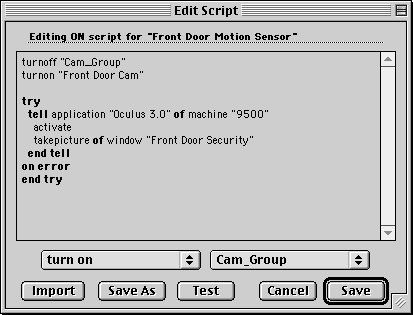 Edit Script
Editing ON script for "Front Door Motion Sensor"
turnoff "Cam_Group"
turnon "Front Door Cam"
try
tell application "Oculus 3.0" of machine "9500"
activate
takepicture of window "Front Door Security"
end tell
on error
end try
turn on
Cam_Group
Import
Save As
Test
Cancel
Save